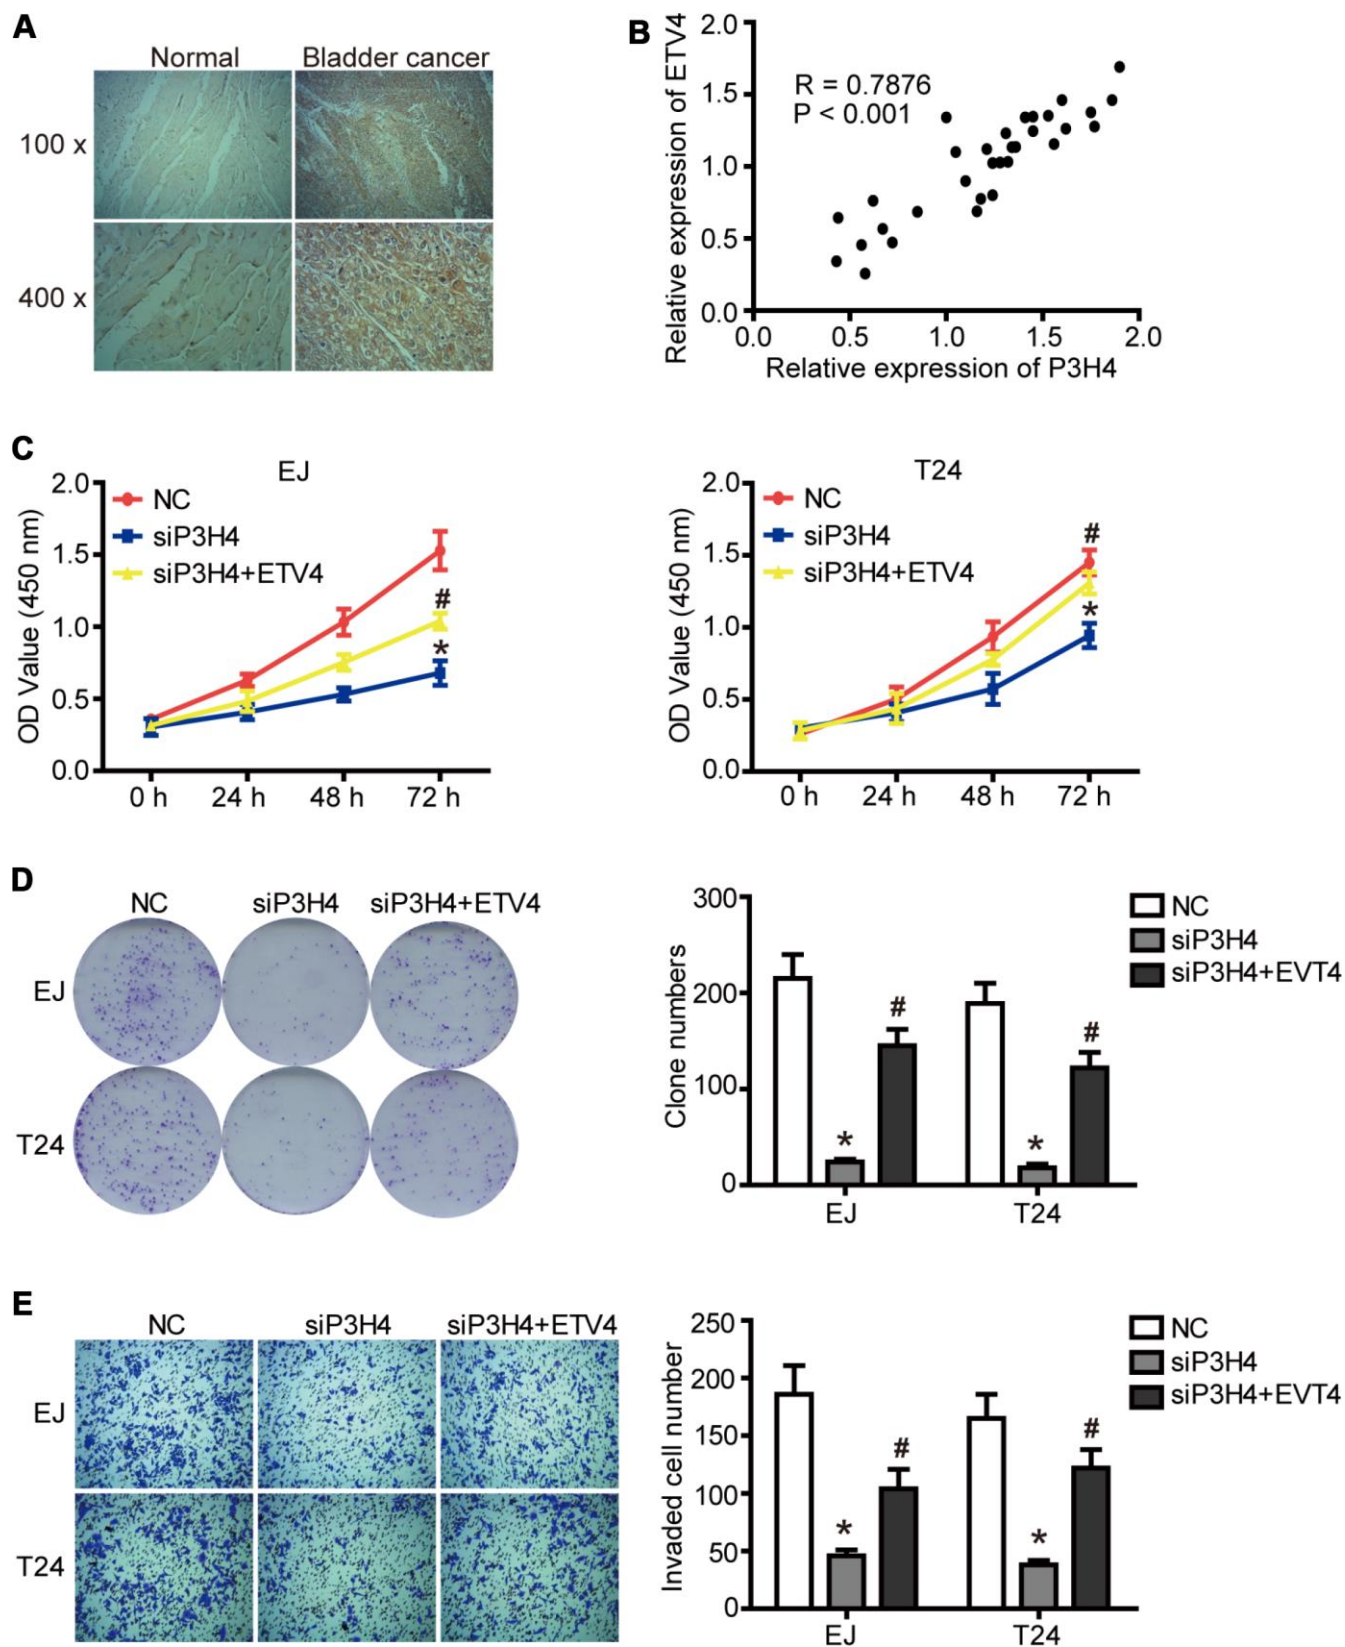 A
Normal Bladder cancer
100 x
400 x
B
Relative expression of ETV4
2.0
1.5
1.0
0.5
0.0
R = 0.7876
P < 0.001
0.0 0.5 1.0 1.5 2.0
Relative expression of P3H4
C
EJ
OD Value (450 nm)
2.0
1.5
1.0
0.5
0.0
NC
siP3H4
siP3H4+ETV4
#
*
0 h 24 h 48 h 72 h
T24
OD Value (450 nm)
2.0
1.5
1.0
0.5
0.0
NC
siP3H4
siP3H4+ETV4
#
*
0 h 24 h 48 h 72 h
D
NC siP3H4 siP3H4+ETV4
EJ
T24
Clone numbers
300
200
100
0
* # * #
EJ T24
NC
siP3H4
siP3H4+EVT4
E
NC siP3H4 siP3H4+ETV4
EJ
T24
Invaded cell number
250
200
150
100
50
0
* # * #
EJ T24
NC
siP3H4
siP3H4+EVT4